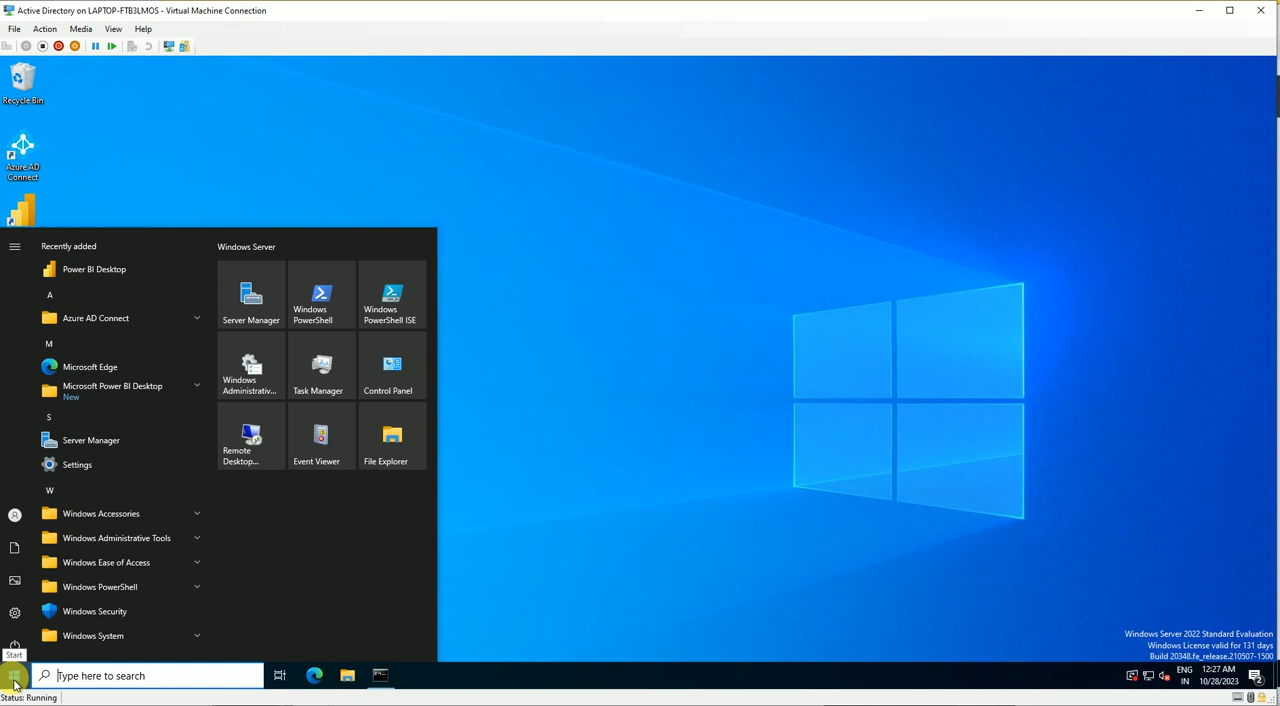 Active Directory on LAPTOP-FTB3LMOS - Virtual Machine Connection
File Action Media View Help
Recycle Bin
Azure AD
Connect
Recently added
Power BI Desktop
A
Azure AD Connect
M
Microsoft Edge
Microsoft Power BI Desktop
New
S
Server Manager
Settings
W
Windows Accessories
Windows Administrative Tools
Windows Ease of Access
Windows PowerShell
Windows Security
Windows System
Windows Server
Server Manager
Windows
PowerShell
Windows
PowerShell ISE
Windows
Administrativ...
Task Manager
Control Panel
Remote
Desktop...
Event Viewer
File Explorer
Start
Type here to search
Windows Server 2022 Standard Evaluation
Windows License valid for 131 days
Build 20348.fe_release.210507-1500
ENG
IN
12:27 AM
10/28/2023
2
Status: Running